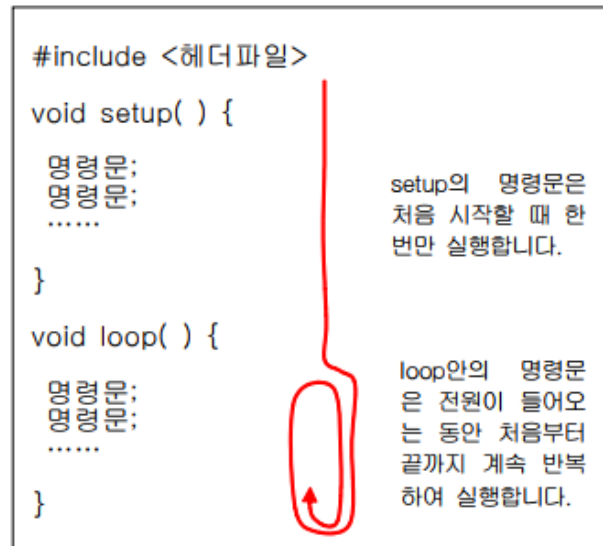 #include <헤더파일>
void setup( ) {
명령문;
명령문;
……
}
setup의 명령문은
처음 시작할 때 한
번만 실행합니다.
void loop( ) {
명령문;
명령문;
……
}
loop안의 명령문
은 전원이 들어오
는 동안 처음부터
끝까지 계속 반복
하여 실행합니다.